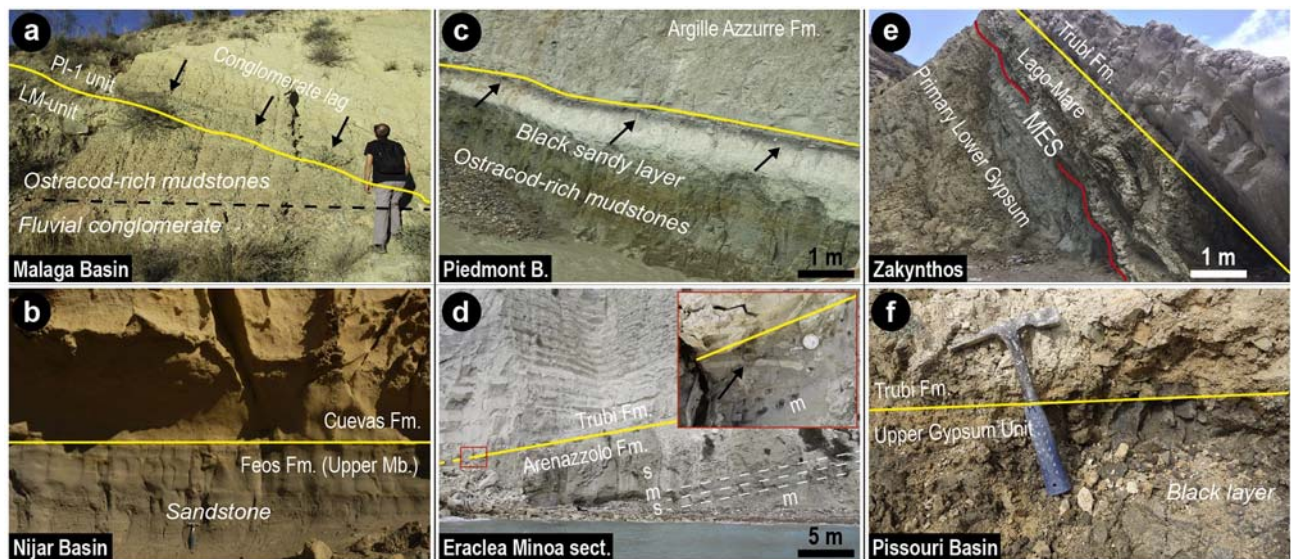 a
Pl-1 unit
LM-unit
Conglomerate lag
Ostracod-rich mudstones
Fluvial conglomerate
Malaga Basin
b
Cuevas Fm.
Feos Fm. (Upper Mb.)
Sandstone
Nijar Basin
c
Argille Azzurre Fm.
Black sandy layer
Ostracod-rich mudstones
1 m
Piedmont B.
d
m
Trubi Fm.
Arenazzolo Fm.
s
m
s
m
5 m
Eraclea Minoa sect.
e
Trubi Fm.
Lago-Mare
MES
Primary Lower Gypsum
1 m
Zakynthos
f
Trubi Fm.
Upper Gypsum Unit
Black layer
Pissouri Basin